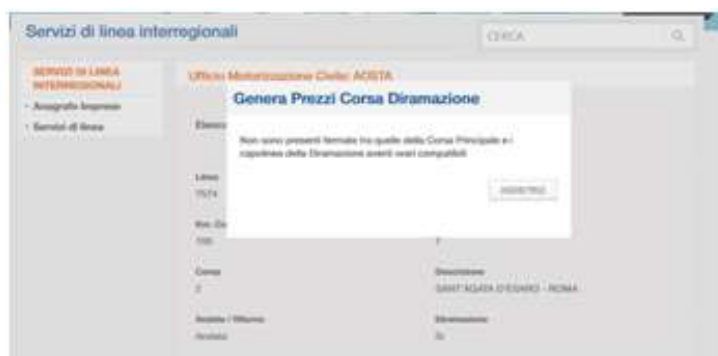 Servizi di linea interregionali
CERCA
SERVIZI DI LINEA
INTERREGIONALI
Anagrafe Imprese
Servizi di linea
Ufficio Motorizzazione Civile: AOSTA
Genera Prezzi Corsa Diramazione
Elenco
Non sono presenti fermate tra quelle della Corsa Principale e i
capolinea della Diramazione aventi orari compatibili
INDIETRO
Linea
Corsa
2
Descrizione
SANT'AGATA D'ESARO - ROMA
Andata / Ritorno
Andata
Diramazione
Si